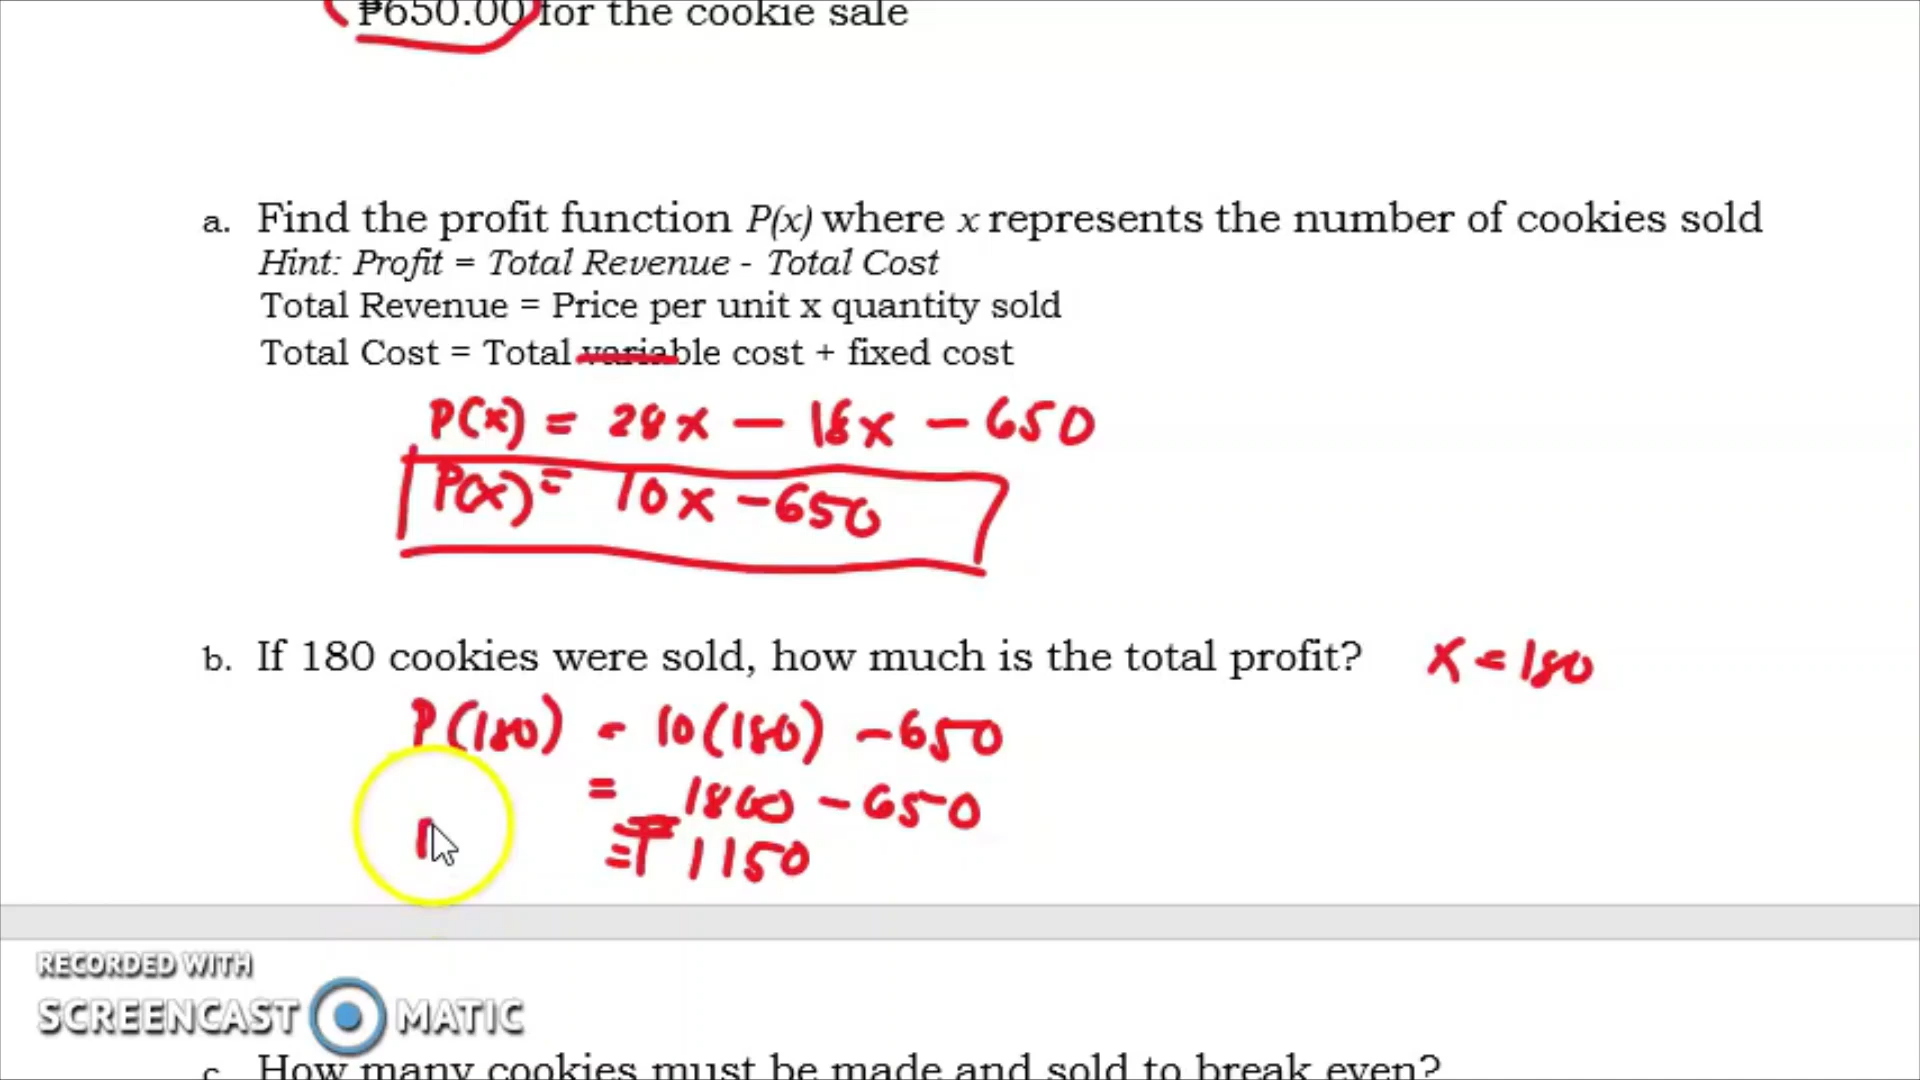 ₱650.00 for the cookie sale
a. Find the profit function P(x) where x represents the number of cookies sold
Hint: Profit = Total Revenue - Total Cost
Total Revenue = Price per unit x quantity sold
Total Cost = Total variable cost + fixed cost
P(x) = 28x - 18x - 650
P(x) = 10x - 650
b. If 180 cookies were sold, how much is the total profit? x = 180
P(180) = 10(180) - 650
= 1800 - 650
= ₱ 1150
RECORDED WITH
SCREENCAST MATIC
c. How many cookies must be made and sold to break even?